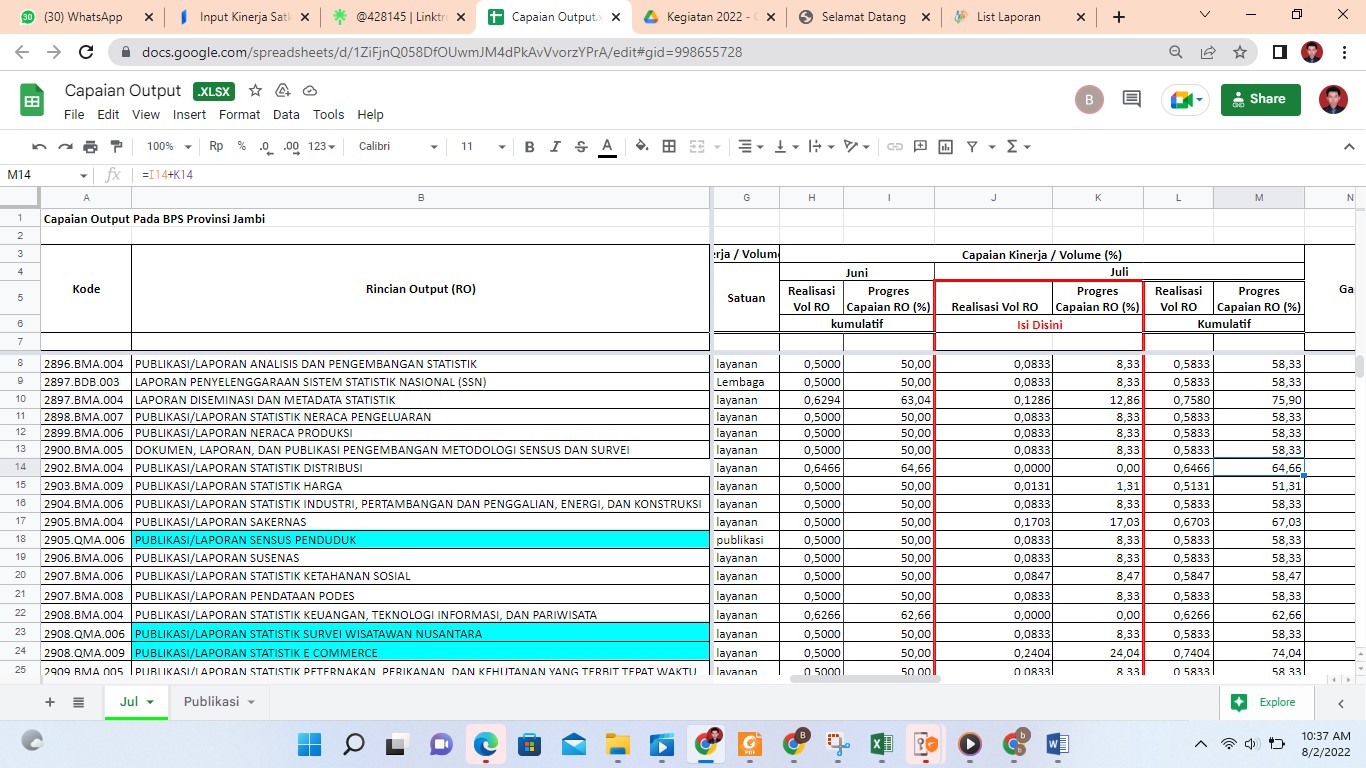 (30) WhatsApp
Input Kinerja Satk
@428145 | Linktr
Capaian Output.x
Kegiatan 2022 -
Selamat Datang
List Laporan
docs.google.com/spreadsheets/d/1ZiFjnQ058DfOUwmJM4dPkAvVvorzYPrA/edit#gid=998655728
Capaian Output .XLSX
File Edit View Insert Format Data Tools Help
B
Share
100% Rp % .0 .00 123 Calibri 11 B I S A
M14 fx =I14+K14
A B G H I J K L M N
1 Capaian Output Pada BPS Provinsi Jambi
2
3 Kode Rincian Output (RO) rja / Volume Capaian Kinerja / Volume (%)
4 Juni Juli
5 Satuan Realisasi Vol RO Progres Capaian RO (%) Realisasi Vol RO Progres Capaian RO (%) Realisasi Vol RO Progres Capaian RO (%) Ga
6 kumulatif Isi Disini Kumulatif
7
8 2896.BMA.004 PUBLIKASI/LAPORAN ANALISIS DAN PENGEMBANGAN STATISTIK layanan 0,5000 50,00 0,0833 8,33 0,5833 58,33
9 2897.BDB.003 LAPORAN PENYELENGGARAAN SISTEM STATISTIK NASIONAL (SSN) Lembaga 0,5000 50,00 0,0833 8,33 0,5833 58,33
10 2897.BMA.004 LAPORAN DISEMINASI DAN METADATA STATISTIK layanan 0,6294 63,04 0,1286 12,86 0,7580 75,90
11 2898.BMA.007 PUBLIKASI/LAPORAN STATISTIK NERACA PENGELUARAN layanan 0,5000 50,00 0,0833 8,33 0,5833 58,33
12 2899.BMA.006 PUBLIKASI/LAPORAN NERACA PRODUKSI layanan 0,5000 50,00 0,0833 8,33 0,5833 58,33
13 2900.BMA.005 DOKUMEN, LAPORAN, DAN PUBLIKASI PENGEMBANGAN METODOLOGI SENSUS DAN SURVEI layanan 0,5000 50,00 0,0833 8,33 0,5833 58,33
14 2902.BMA.004 PUBLIKASI/LAPORAN STATISTIK DISTRIBUSI layanan 0,6466 64,66 0,0000 0,00 0,6466 64,66
15 2903.BMA.009 PUBLIKASI/LAPORAN STATISTIK HARGA layanan 0,5000 50,00 0,0131 1,31 0,5131 51,31
16 2904.BMA.006 PUBLIKASI/LAPORAN STATISTIK INDUSTRI, PERTAMBANGAN DAN PENGGALIAN, ENERGI, DAN KONSTRUKSI layanan 0,5000 50,00 0,0833 8,33 0,5833 58,33
17 2905.BMA.004 PUBLIKASI/LAPORAN SAKERNAS layanan 0,5000 50,00 0,1703 17,03 0,6703 67,03
18 2905.QMA.006 PUBLIKASI/LAPORAN SENSUS PENDUDUK publikasi 0,5000 50,00 0,0833 8,33 0,5833 58,33
19 2906.BMA.006 PUBLIKASI/LAPORAN SUSENAS layanan 0,5000 50,00 0,0833 8,33 0,5833 58,33
20 2907.BMA.006 PUBLIKASI/LAPORAN STATISTIK KETAHANAN SOSIAL layanan 0,5000 50,00 0,0847 8,47 0,5847 58,47
21 2907.BMA.008 PUBLIKASI/LAPORAN PENDATAAN PODES layanan 0,5000 50,00 0,0833 8,33 0,5833 58,33
22 2908.BMA.004 PUBLIKASI/LAPORAN STATISTIK KEUANGAN, TEKNOLOGI INFORMASI, DAN PARIWISATA layanan 0,6266 62,66 0,0000 0,00 0,6266 62,66
23 2908.QMA.006 PUBLIKASI/LAPORAN STATISTIK SURVEI WISATAWAN NUSANTARA layanan 0,5000 50,00 0,0833 8,33 0,5833 58,33
24 2908.QMA.009 PUBLIKASI/LAPORAN STATISTIK E COMMERCE layanan 0,5000 50,00 0,2404 24,04 0,7404 74,04
25 2909.BMA.005 PUBLIKASI/LAPORAN STATISTIK PETERNAKAN, PERIKANAN, DAN KEHUTANAN YANG TERBIT TEPAT WAKTU layanan 0,5000 50,00 0,0833 8,33 0,5833 58,33
Jul Publikasi Explore
10:37 AM
8/2/2022